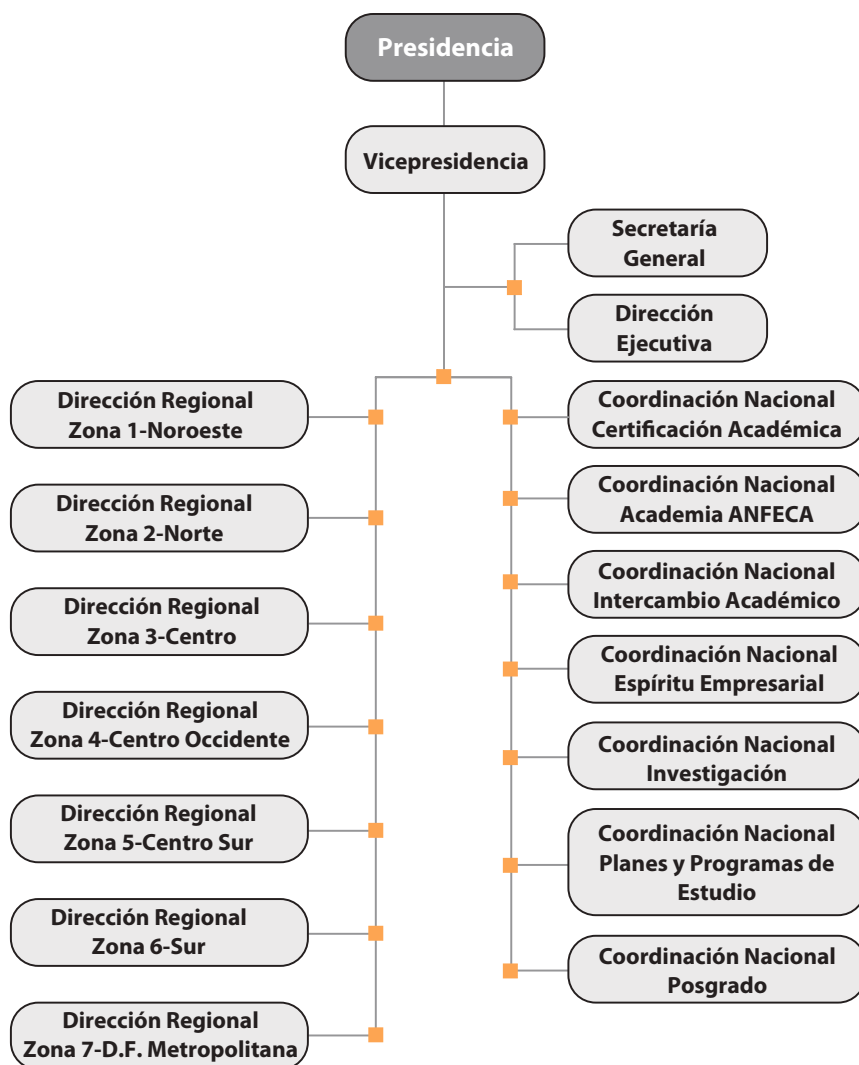 Presidencia
Vicepresidencia
Secretaría
General
Dirección
Ejecutiva
Dirección Regional
Zona 1-Noroeste
Dirección Regional
Zona 2-Norte
Dirección Regional
Zona 3-Centro
Dirección Regional
Zona 4-Centro Occidente
Dirección Regional
Zona 5-Centro Sur
Dirección Regional
Zona 6-Sur
Dirección Regional
Zona 7-D.F. Metropolitana
Coordinación Nacional
Certificación Académica
Coordinación Nacional
Academia ANFECA
Coordinación Nacional
Intercambio Académico
Coordinación Nacional
Espíritu Empresarial
Coordinación Nacional
Investigación
Coordinación Nacional
Planes y Programas de
Estudio
Coordinación Nacional
Posgrado